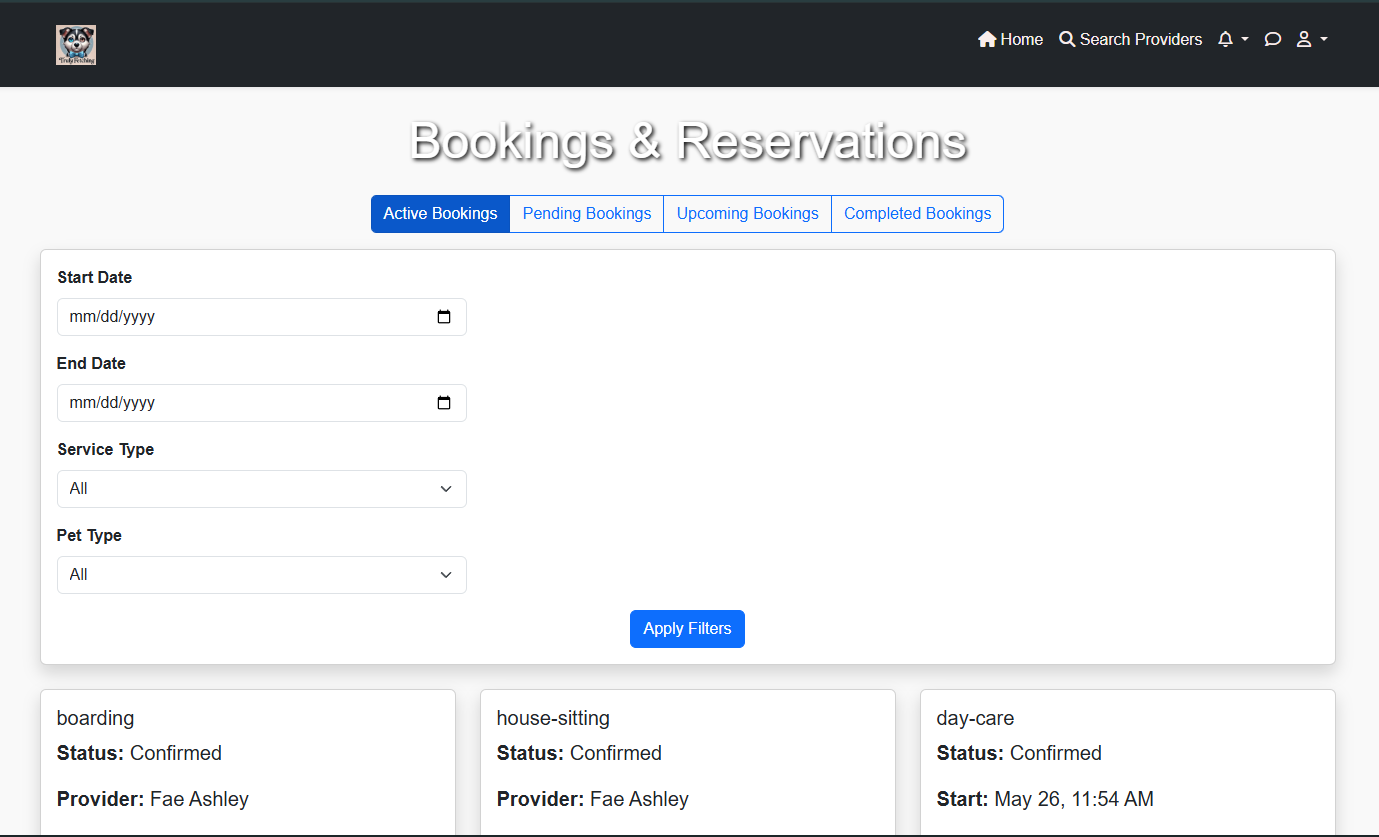 Truly Fetching
Home Search Providers
Bookings & Reservations
Active Bookings Pending Bookings Upcoming Bookings Completed Bookings
Start Date
mm/dd/yyyy
End Date
mm/dd/yyyy
Service Type
All
Pet Type
All
Apply Filters
boarding
Status: Confirmed
Provider: Fae Ashley
house-sitting
Status: Confirmed
Provider: Fae Ashley
day-care
Status: Confirmed
Start: May 26, 11:54 AM